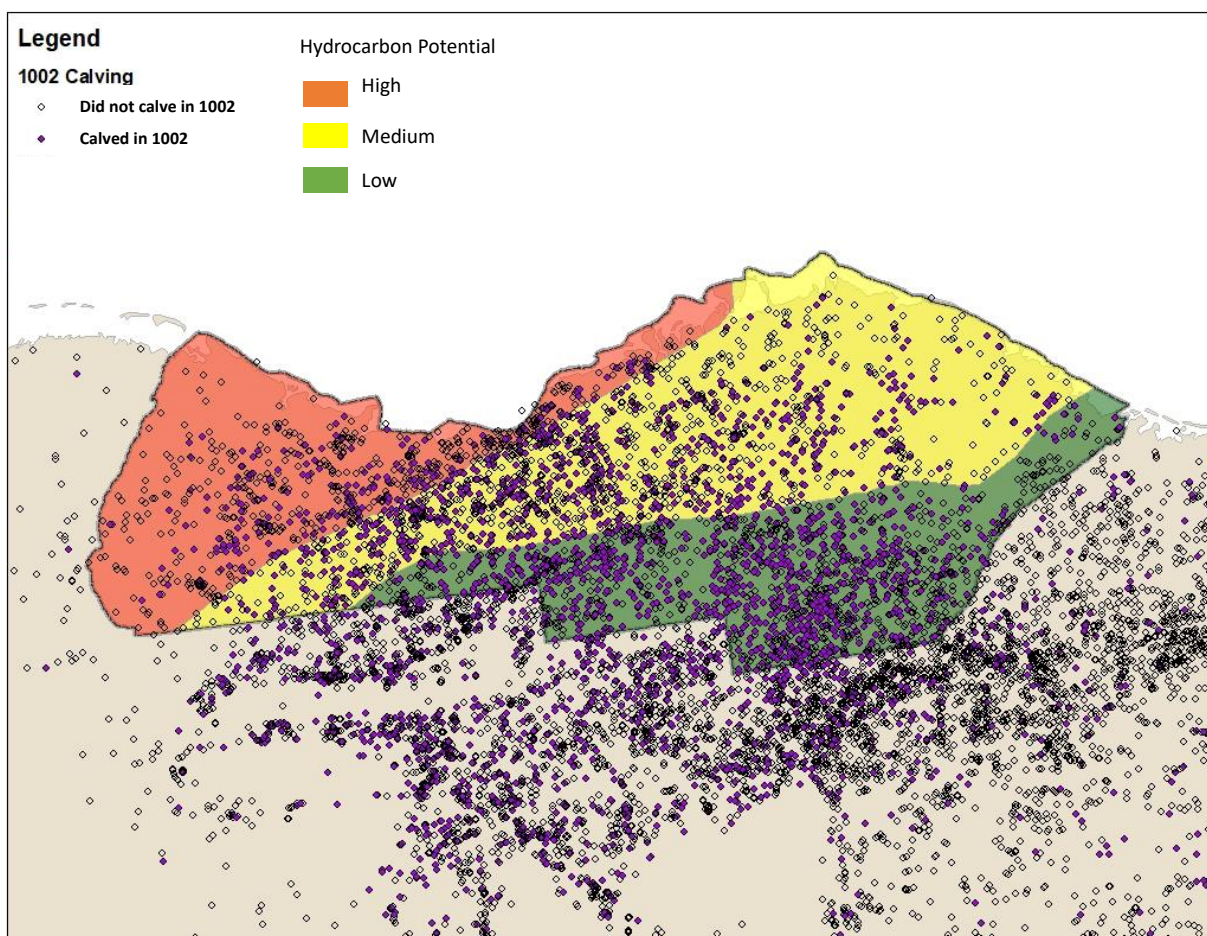 Legend
1002 Calving
Did not calve in 1002
Calved in 1002
Hydrocarbon Potential
High
Medium
Low